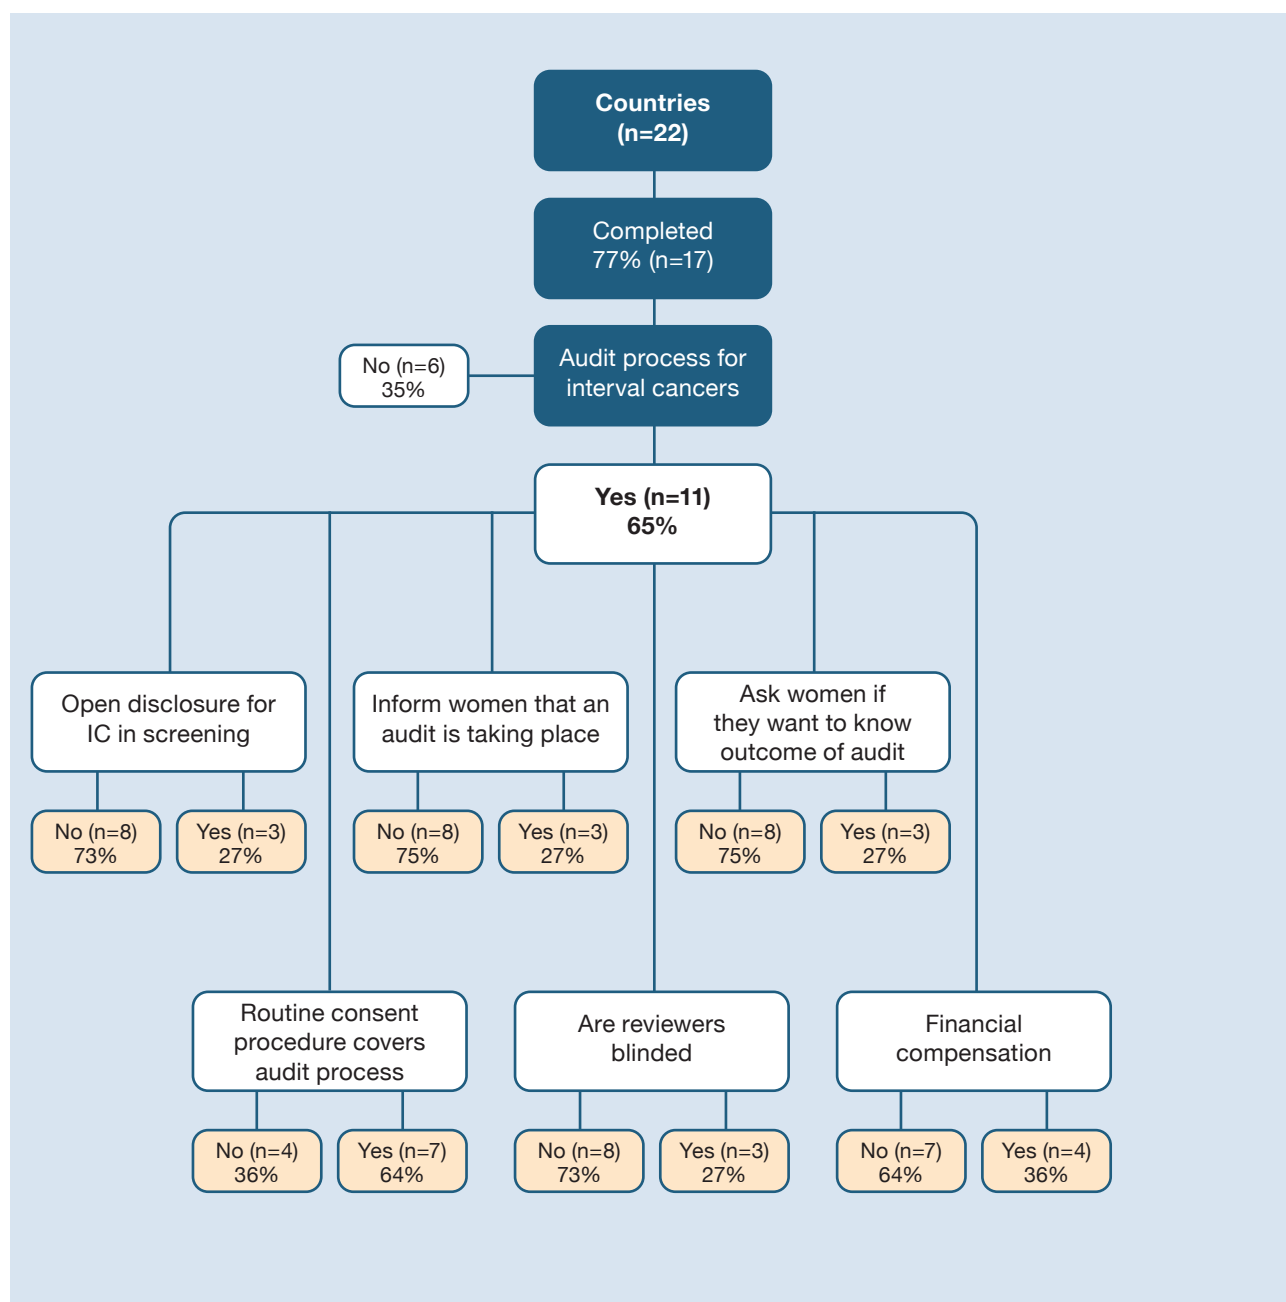 Countries
(n=22)
Completed
77% (n=17)
Audit process for
interval cancers
No (n=6)
35%
Yes (n=11)
65%
Open disclosure for
IC in screening
No (n=8)
73%
Yes (n=3)
27%
Inform women that an
audit is taking place
No (n=8)
75%
Yes (n=3)
27%
Ask women if
they want to know
outcome of audit
No (n=8)
75%
Yes (n=3)
27%
Routine consent
procedure covers
audit process
No (n=4)
36%
Yes (n=7)
64%
Are reviewers
blinded
No (n=8)
73%
Yes (n=3)
27%
Financial
compensation
No (n=7)
64%
Yes (n=4)
36%